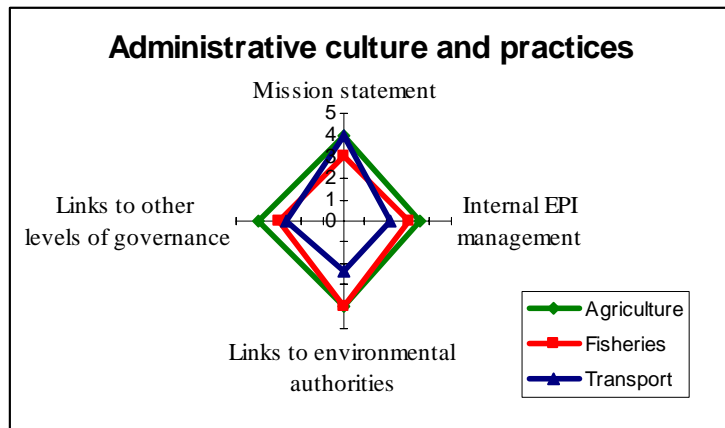 Administrative culture and practices
Mission statement
5
4
3
2
1
0
Links to other
levels of governance
Internal EPI
management
Links to environmental
authorities
Agriculture
Fisheries
Transport